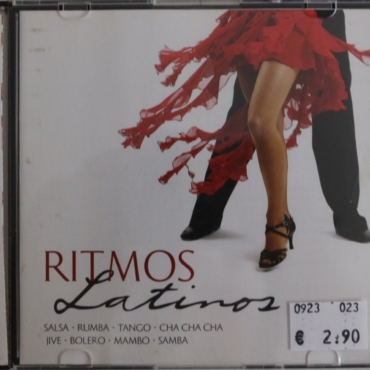 RITMOS
Latinos
SALSA · RUMBA · TANGO · CHA CHA CHA
JIVE · BOLERO · MAMBO · SAMBA
0923 023
€ 2.90